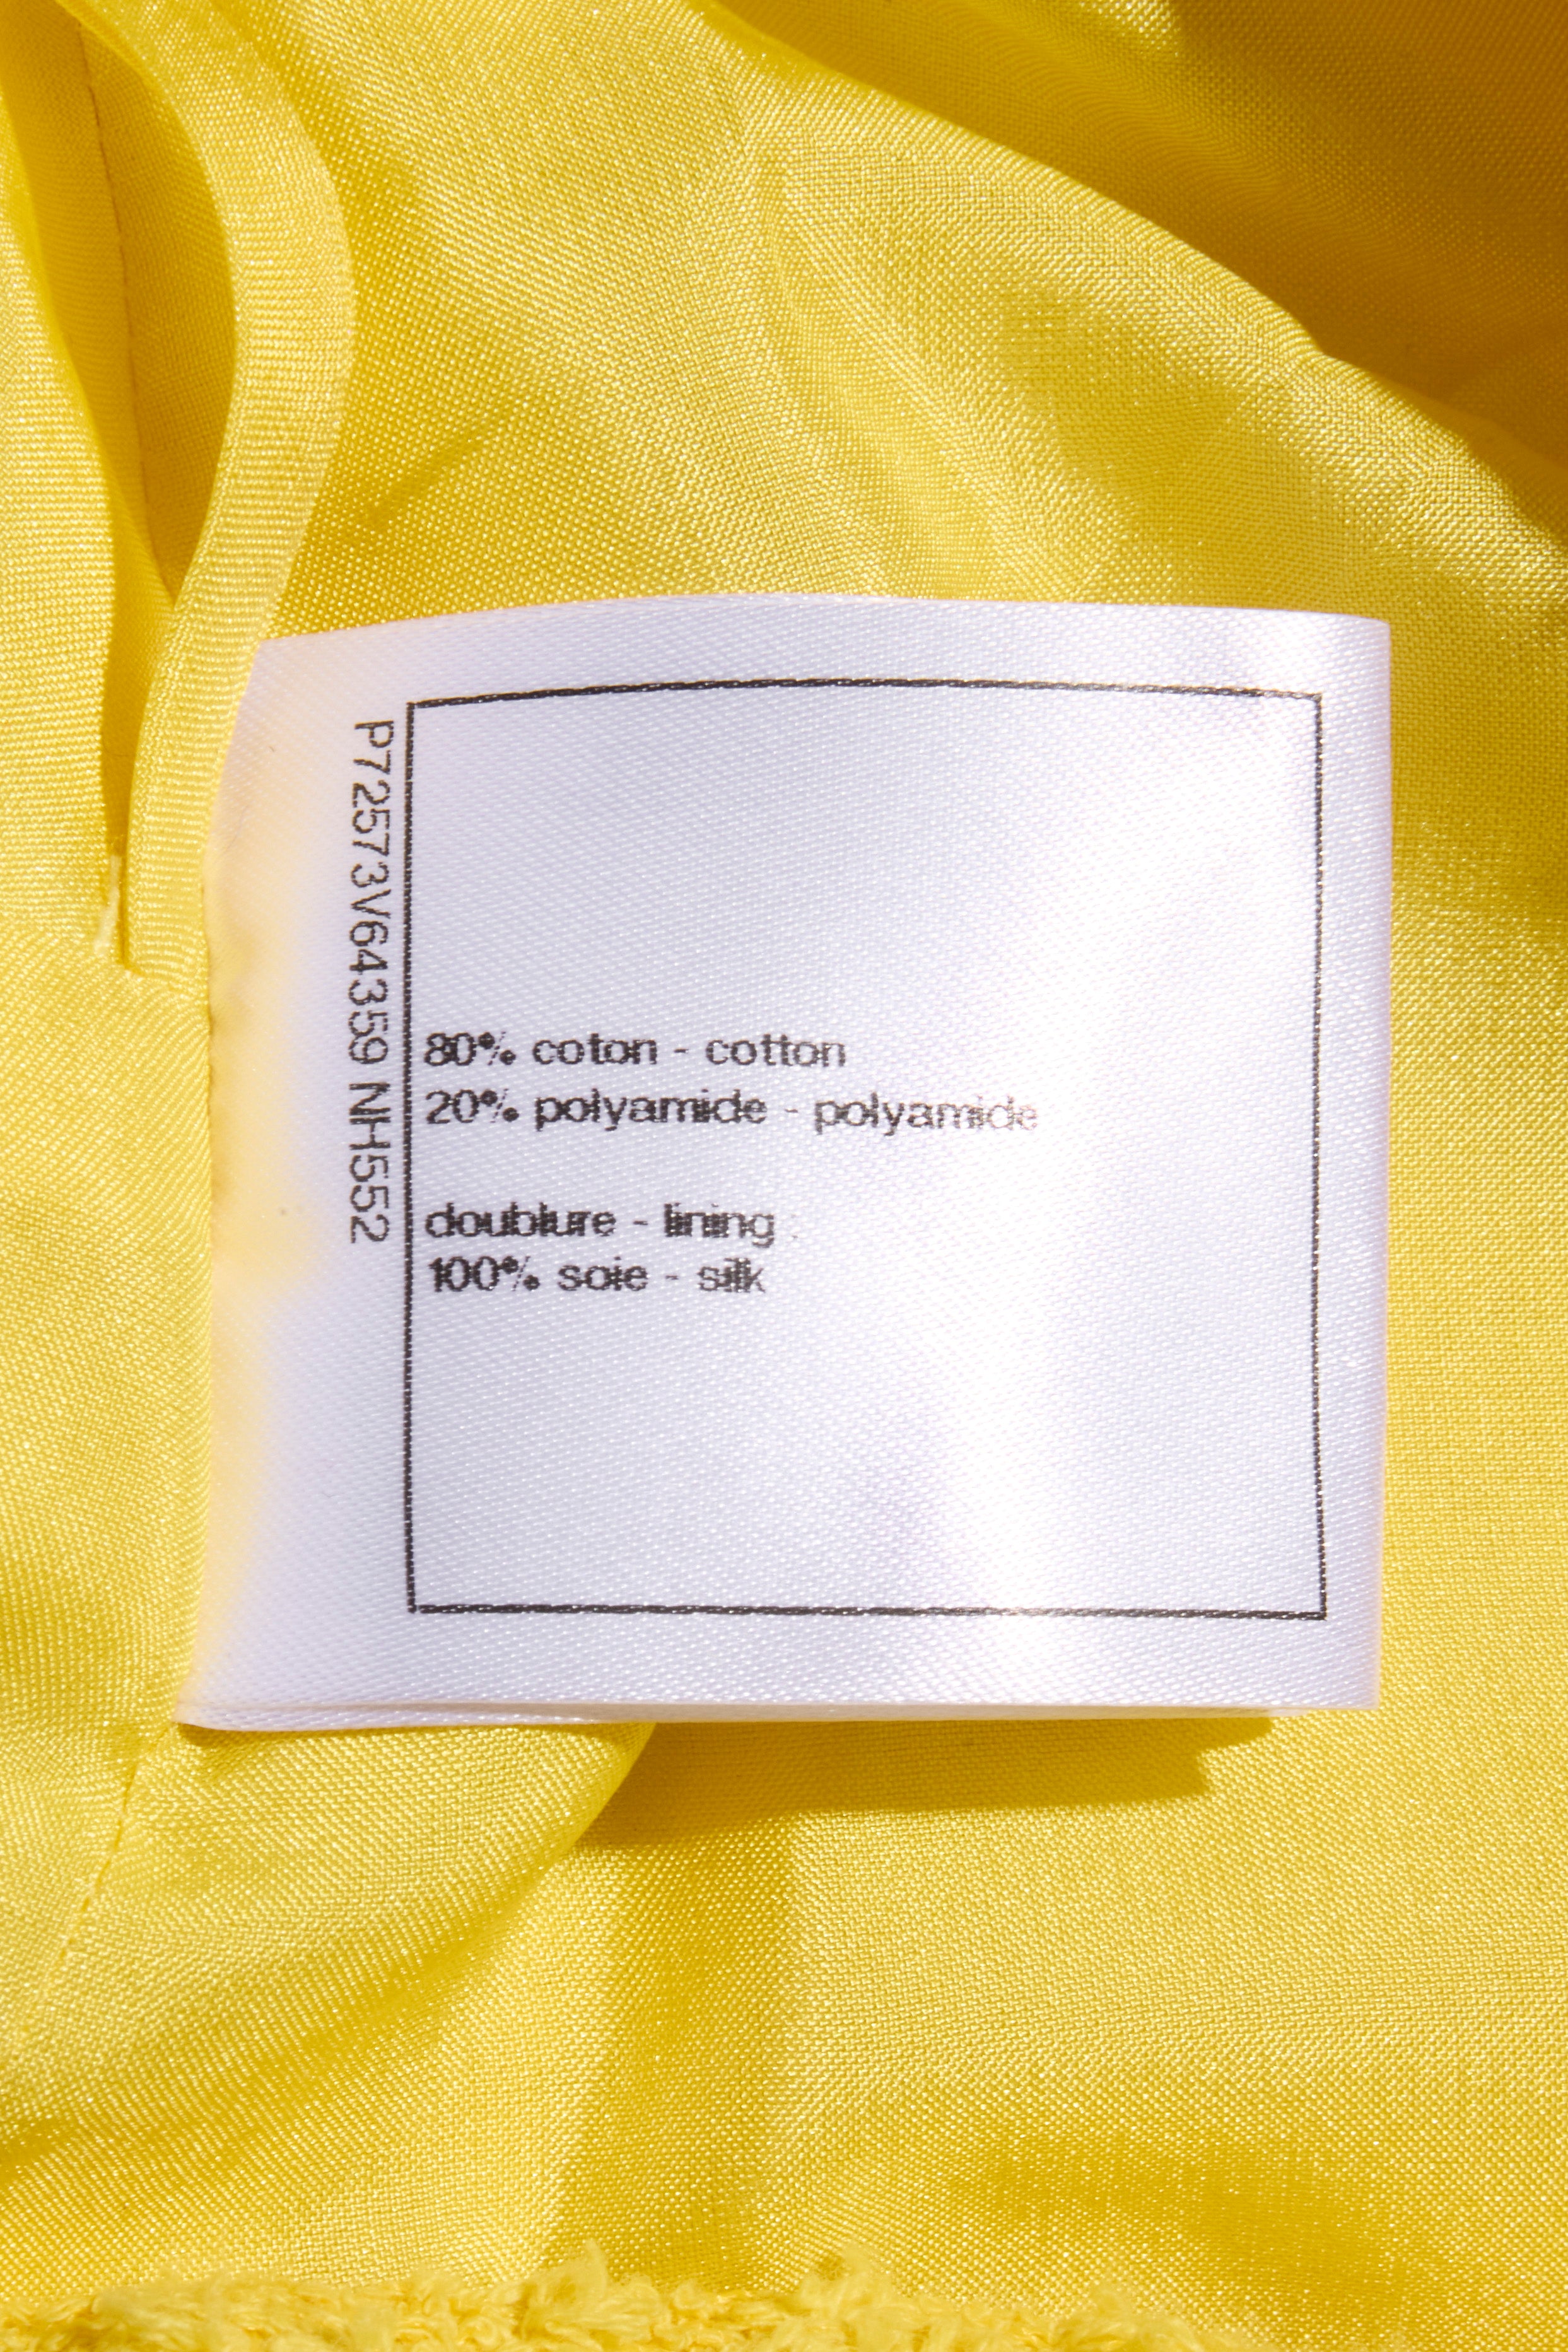 P72573V64359 NH552
80% coton - cotton
20% polyamide - polyamide
doublure - lining
100% soie - silk